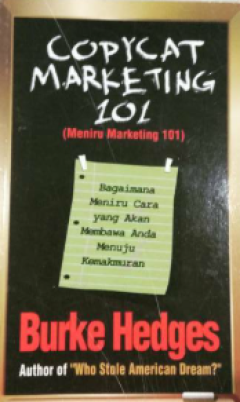 COPYCAT
MARKETING
101
(Meniru Marketing 101)
Bagaimana
Meniru Cara
yang Akan
Membawa Anda
Menuju
Kemakmuran
Burke Hedges
Author of "Who Stole American Dream?"